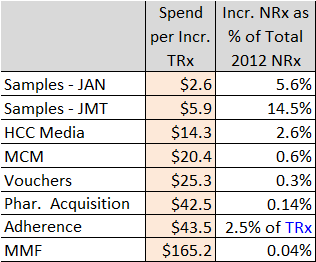 Spend per Incr. TRx | Incr. NRx as % of Total 2012 NRx
Samples - JAN $2.6 5.6%
Samples - JMT $5.9 14.5%
HCC Media $14.3 2.6%
MCM $20.4 0.6%
Vouchers $25.3 0.3%
Phar. Acquisition $42.5 0.14%
Adherence $43.5 2.5% of TRx
MMF $165.2 0.04%